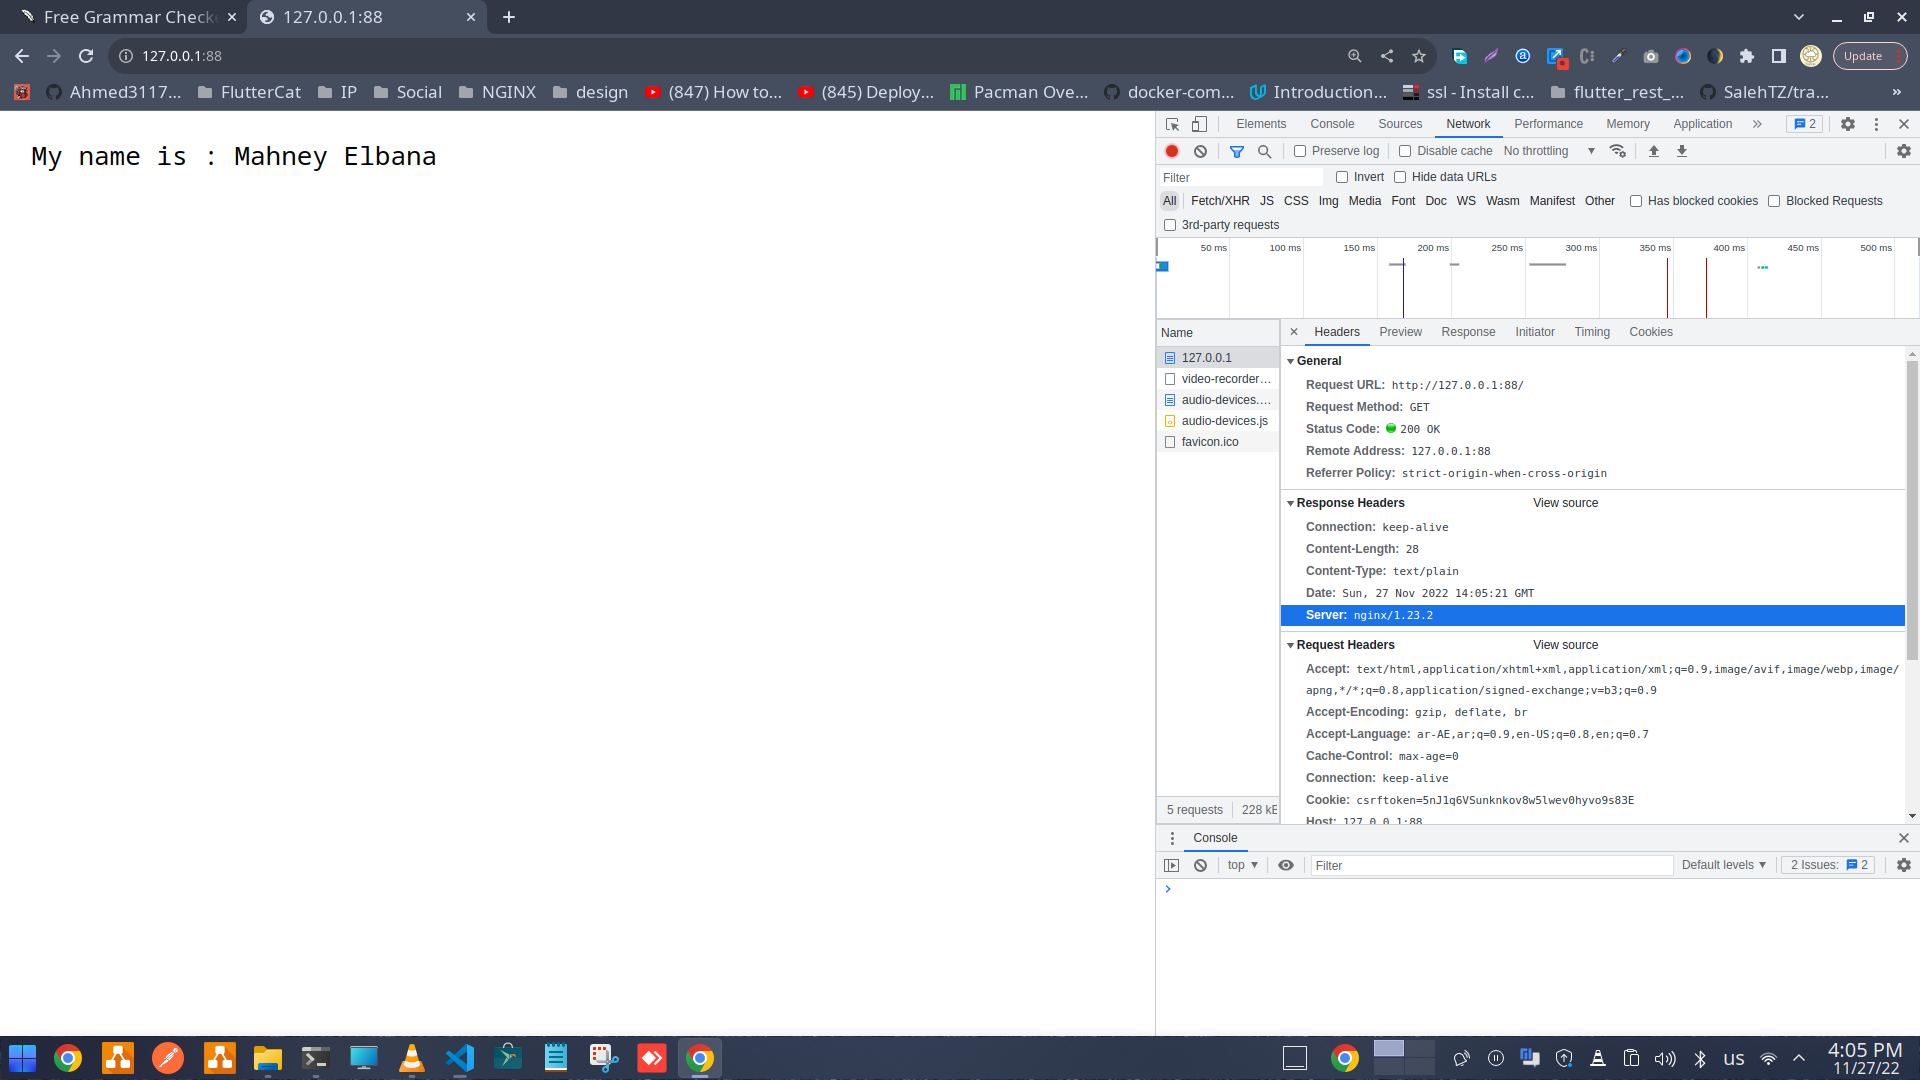 Free Grammar Checke
127.0.0.1:88
127.0.0.1:88
Update
Ahmed3117...
FlutterCat
IP
Social
NGINX
design
(847) How to...
(845) Deploy...
Pacman Ove...
docker-com...
Introduction...
ssl - Install c...
flutter_rest_...
SalehTZ/tra...
»
My name is : Mahney Elbana
Elements Console Sources Network Performance Memory Application » 2
Preserve log Disable cache No throttling
Filter Invert Hide data URLs
All Fetch/XHR JS CSS Img Media Font Doc WS Wasm Manifest Other Has blocked cookies Blocked Requests
3rd-party requests
50 ms 100 ms 150 ms 200 ms 250 ms 300 ms 350 ms 400 ms 450 ms 500 ms
Name
127.0.0.1
video-recorder...
audio-devices....
audio-devices.js
favicon.ico
5 requests 228 kB
Headers Preview Response Initiator Timing Cookies
General
Request URL: http://127.0.0.1:88/
Request Method: GET
Status Code: 200 OK
Remote Address: 127.0.0.1:88
Referrer Policy: strict-origin-when-cross-origin
Response Headers View source
Connection: keep-alive
Content-Length: 28
Content-Type: text/plain
Date: Sun, 27 Nov 2022 14:05:21 GMT
Server: nginx/1.23.2
Request Headers View source
Accept: text/html,application/xhtml+xml,application/xml;q=0.9,image/avif,image/webp,image/
apng,*/*;q=0.8,application/signed-exchange;v=b3;q=0.9
Accept-Encoding: gzip, deflate, br
Accept-Language: ar-AE,ar;q=0.9,en-US;q=0.8,en;q=0.7
Cache-Control: max-age=0
Connection: keep-alive
Cookie: csrftoken=5nJ1q6VSunknkov8w5lwev0hyvo9s83E
Host: 127.0.0.1:88
Console
top Filter Default levels 2 Issues: 2
us
4:05 PM
11/27/22